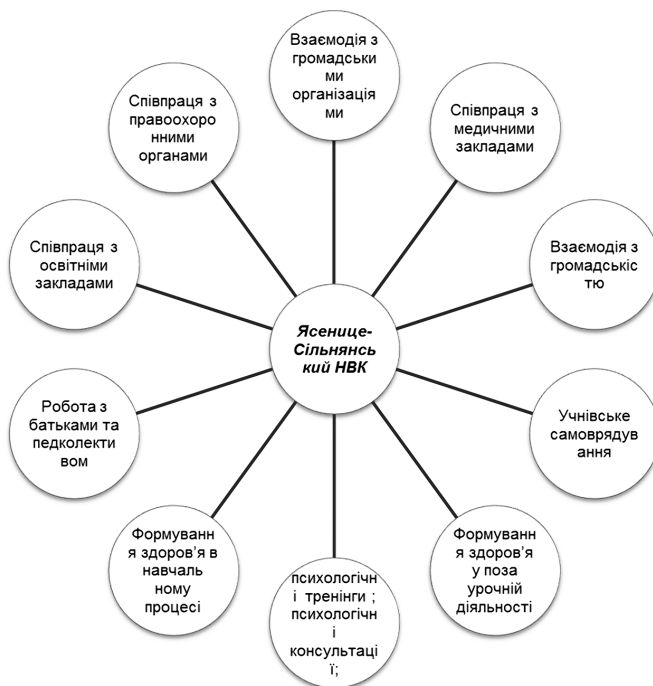 Взаємодія з
громадськи
ми
організація
ми
Співпраця з
медичними
закладами
Взаємодія з
громадськіс
тю
Учнівське
самоврядув
ання
Формуванн
я здоров’я
у поза
урочній
діяльності
психологічн
і тренінги ;
психологічн
і
консультаці
ї;
Формуванн
я здоров’я в
навчаль
ному
процесі
Робота з
батьками та
педколекти
вом
Співпраця з
освітніми
закладами
Співпраця з
правоохоро
нними
органами
Ясенице-
Сільнянсь
кий НВК